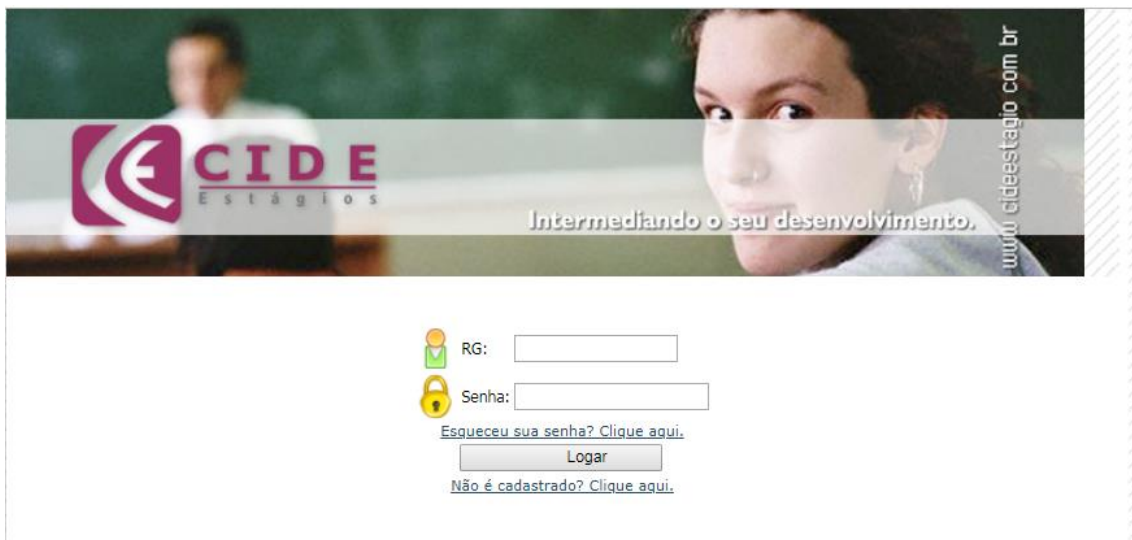 CIDE
Estágios
Intermediando o seu desenvolvimento.
www cideestagio com br
RG:
Senha:
Esqueceu sua senha? Clique aqui.
Logar
Não é cadastrado? Clique aqui.